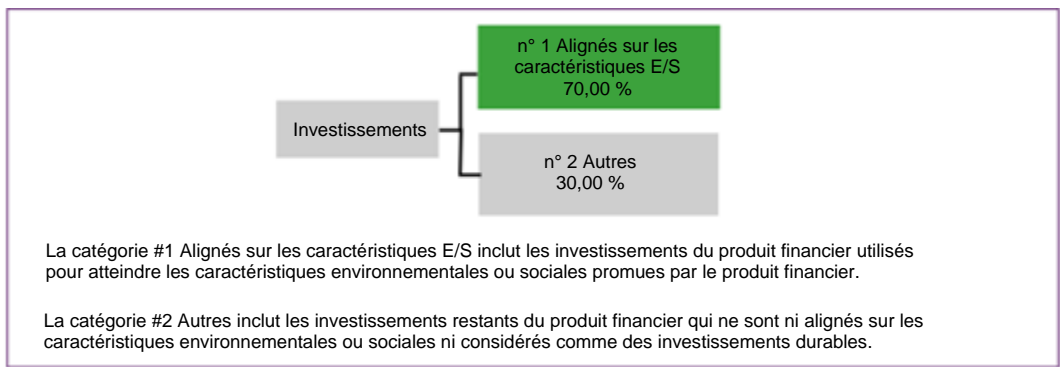 n° 1 Alignés sur les
caractéristiques E/S
70,00 %
Investissements
n° 2 Autres
30,00 %
La catégorie #1 Alignés sur les caractéristiques E/S inclut les investissements du produit financier utilisés
pour atteindre les caractéristiques environnementales ou sociales promues par le produit financier.
La catégorie #2 Autres inclut les investissements restants du produit financier qui ne sont ni alignés sur les
caractéristiques environnementales ou sociales ni considérés comme des investissements durables.